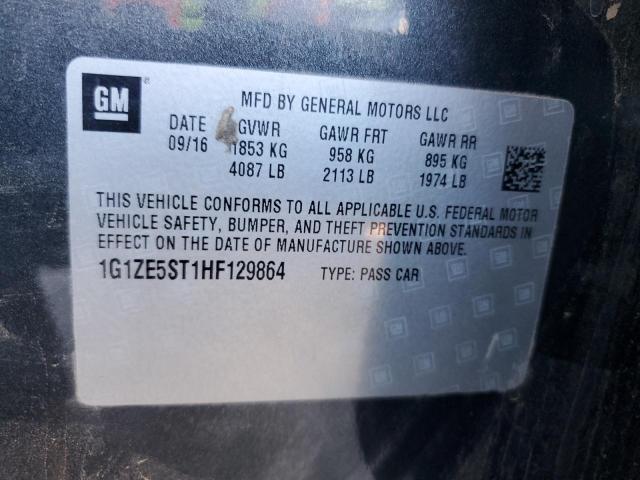 GM
MFD BY GENERAL MOTORS LLC
DATE GVWR GAWR FRT GAWR RR
09/16 1853 KG 958 KG 895 KG
4087 LB 2113 LB 1974 LB
THIS VEHICLE CONFORMS TO ALL APPLICABLE U.S. FEDERAL MOTOR
VEHICLE SAFETY, BUMPER, AND THEFT PREVENTION STANDARDS IN
EFFECT ON THE DATE OF MANUFACTURE SHOWN ABOVE.
1G1ZE5ST1HF129864 TYPE: PASS CAR